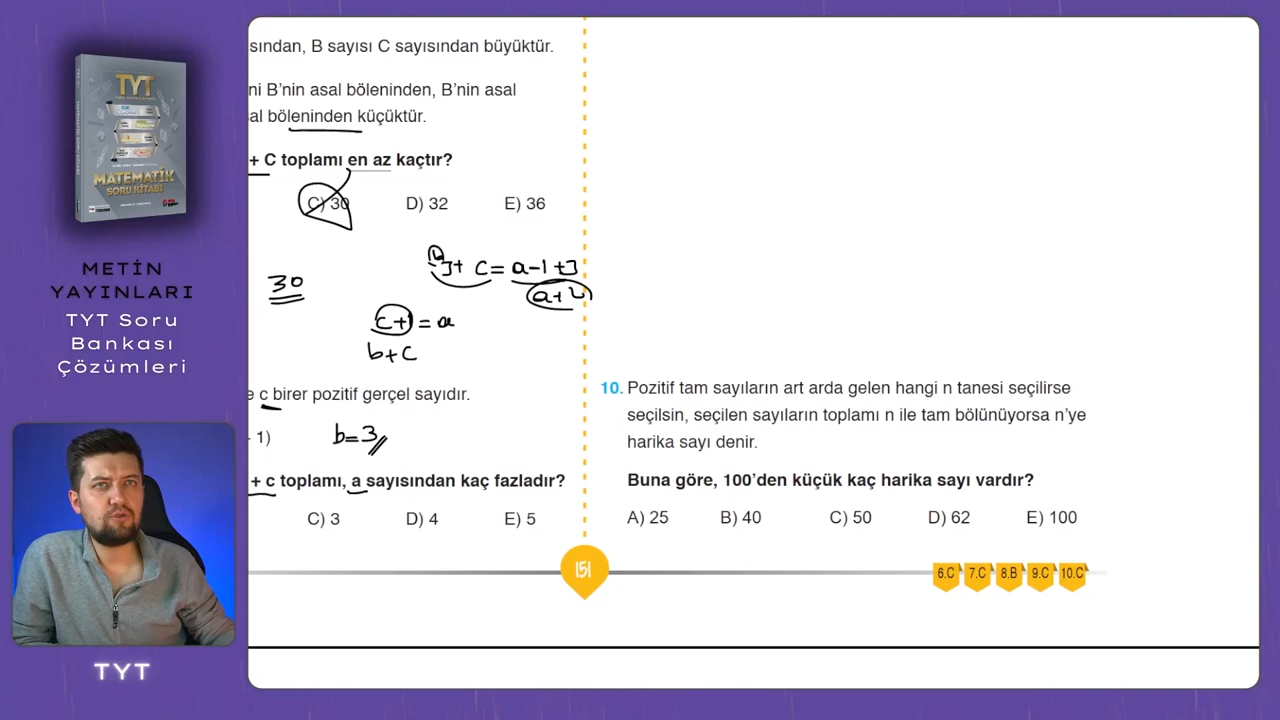 TYT
MATEMATİK
SORU KİTABI
METİN
YAYINLARI
TYT Soru
Bankası
Çözümleri
TYT
sından, B sayısı C sayısından büyüktür.
ni B’nin asal böleninden, B’nin asal
al böleninden küçüktür.
+ C toplamı en az kaçtır?
C) 30 D) 32 E) 36
30
c+1 = a
b+c
e c birer pozitif gerçel sayıdır.
- 1) b=3
+ c toplamı, a sayısından kaç fazladır?
C) 3 D) 4 E) 5
10. Pozitif tam sayıların art arda gelen hangi n tanesi seçilirse
seçilsin, seçilen sayıların toplamı n ile tam bölünüyorsa n’ye
harika sayı denir.
Buna göre, 100’den küçük kaç harika sayı vardır?
A) 25 B) 40 C) 50 D) 62 E) 100
151
6.C 7.C 8.B 9.C 10.C